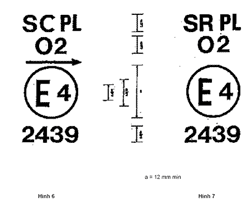 SC PL
O2
E 4
2439
SR PL
O2
E 4
2439
a = 12 mm min
Hình 6
Hình 7